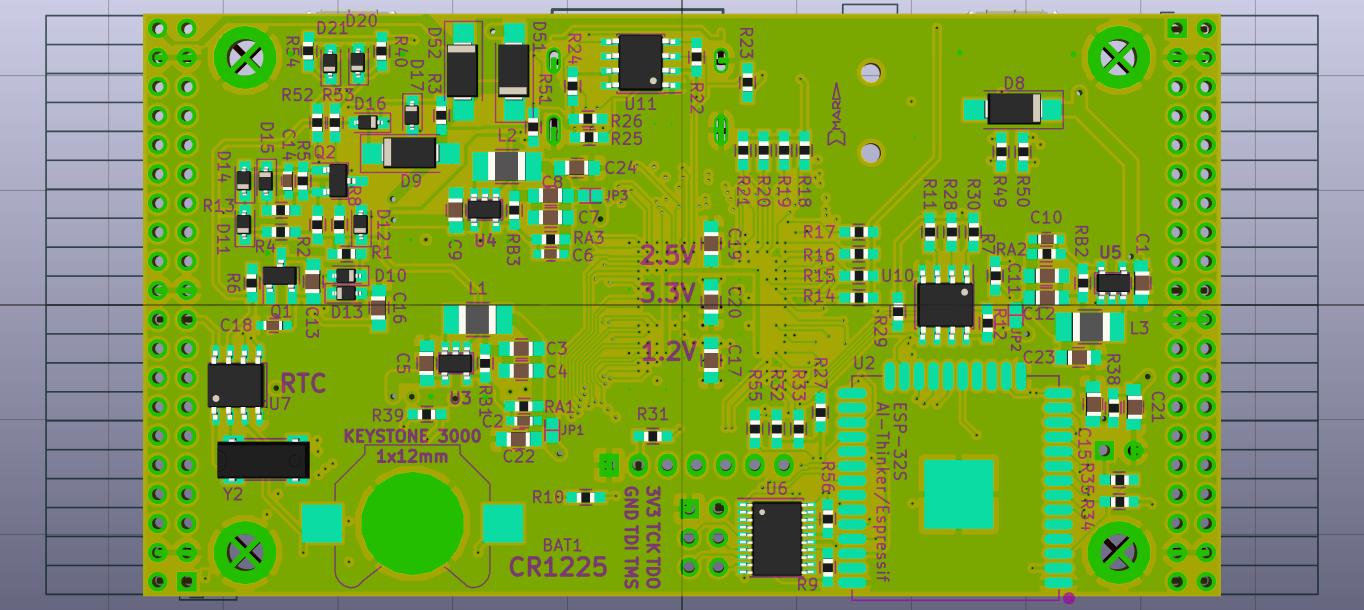 D20
D21
R54
R40
D52
D51
R24
R23
D17
R3
R51
U11
R22
D8
R52 R53
D16
R26
R25
L2
MARA
D15
C14
R5
Q2
D14
D9
C24
C8
JP3
R49
R50
R21
R20
R19
R18
R11
R28
R30
R13
R8
C7
D11
D12
C10
R4
R2
R1
C9
U4
RB3
RA3
C6
2.5V
C19
R17
R16
R15
R14
R7
RA2
RB2
U5
C1
R6
D10
U10
C11
3.3V
C20
L1
Q1
C13
D13
C16
C18
R29
R12
C12
JP2
L3
C5
C3
C4
1.2V
C17
C23
U2
R38
RTC
U7
U3
RB1
R55
R32
R33
R27
C21
R39
RA1
C2
JP1
R31
KEYSTONE 3000
1x12mm
C22
ESP-32S
AI-Thinker/Espressif
C15
R35
R34
Y2
R10
3V3 TCK TDO
GND TDI TMS
U6
R56
BAT1
CR1225
R9